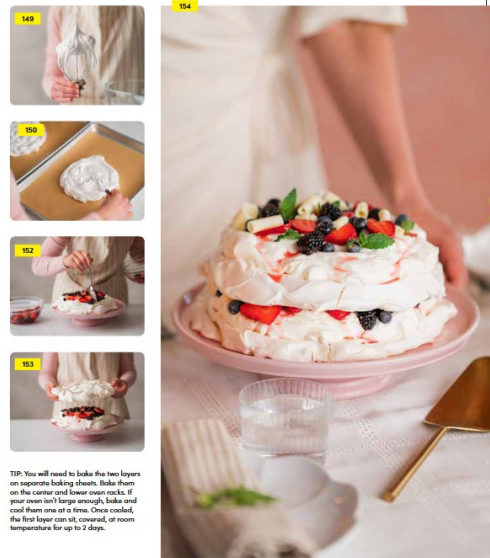 149
154
150
152
153
TIP: You will need to bake the two layers
on separate baking sheets. Bake them
on the center and lower oven racks. If
your oven isn't large enough, bake and
cool them one at a time. Once cooled,
the first layer can sit, covered, at room
temperature for up to 2 days.